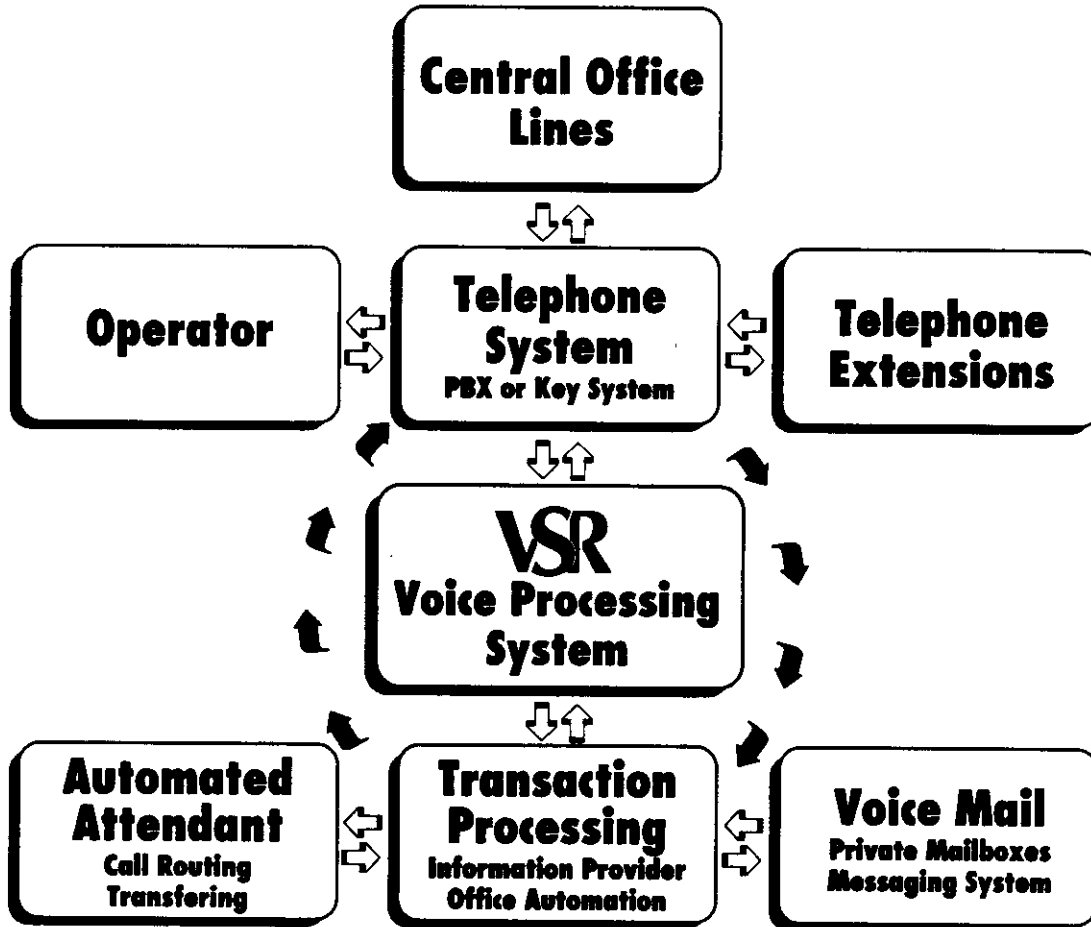 Central Office
Lines
Operator
Telephone
System
PBX or Key System
Telephone
Extensions
VSR
Voice Processing
System
Automated
Attendant
Call Routing
Transfering
Transaction
Processing
Information Provider
Office Automation
Voice Mail
Private Mailboxes
Messaging System